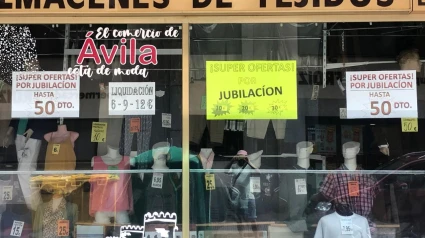 ALMACENES DE TEJIDOS
El comercio de
Ávila
está de moda
¡SUPER OFERTAS!
POR JUBILACIÓN
HASTA
50 DTO.
LIQUIDACIÓN
6-9-12€
¡SUPER OFERTAS!
POR
JUBILACÍON
¡SUPER OFERTAS!
POR JUBILACIÓN
HASTA
50 DTO.